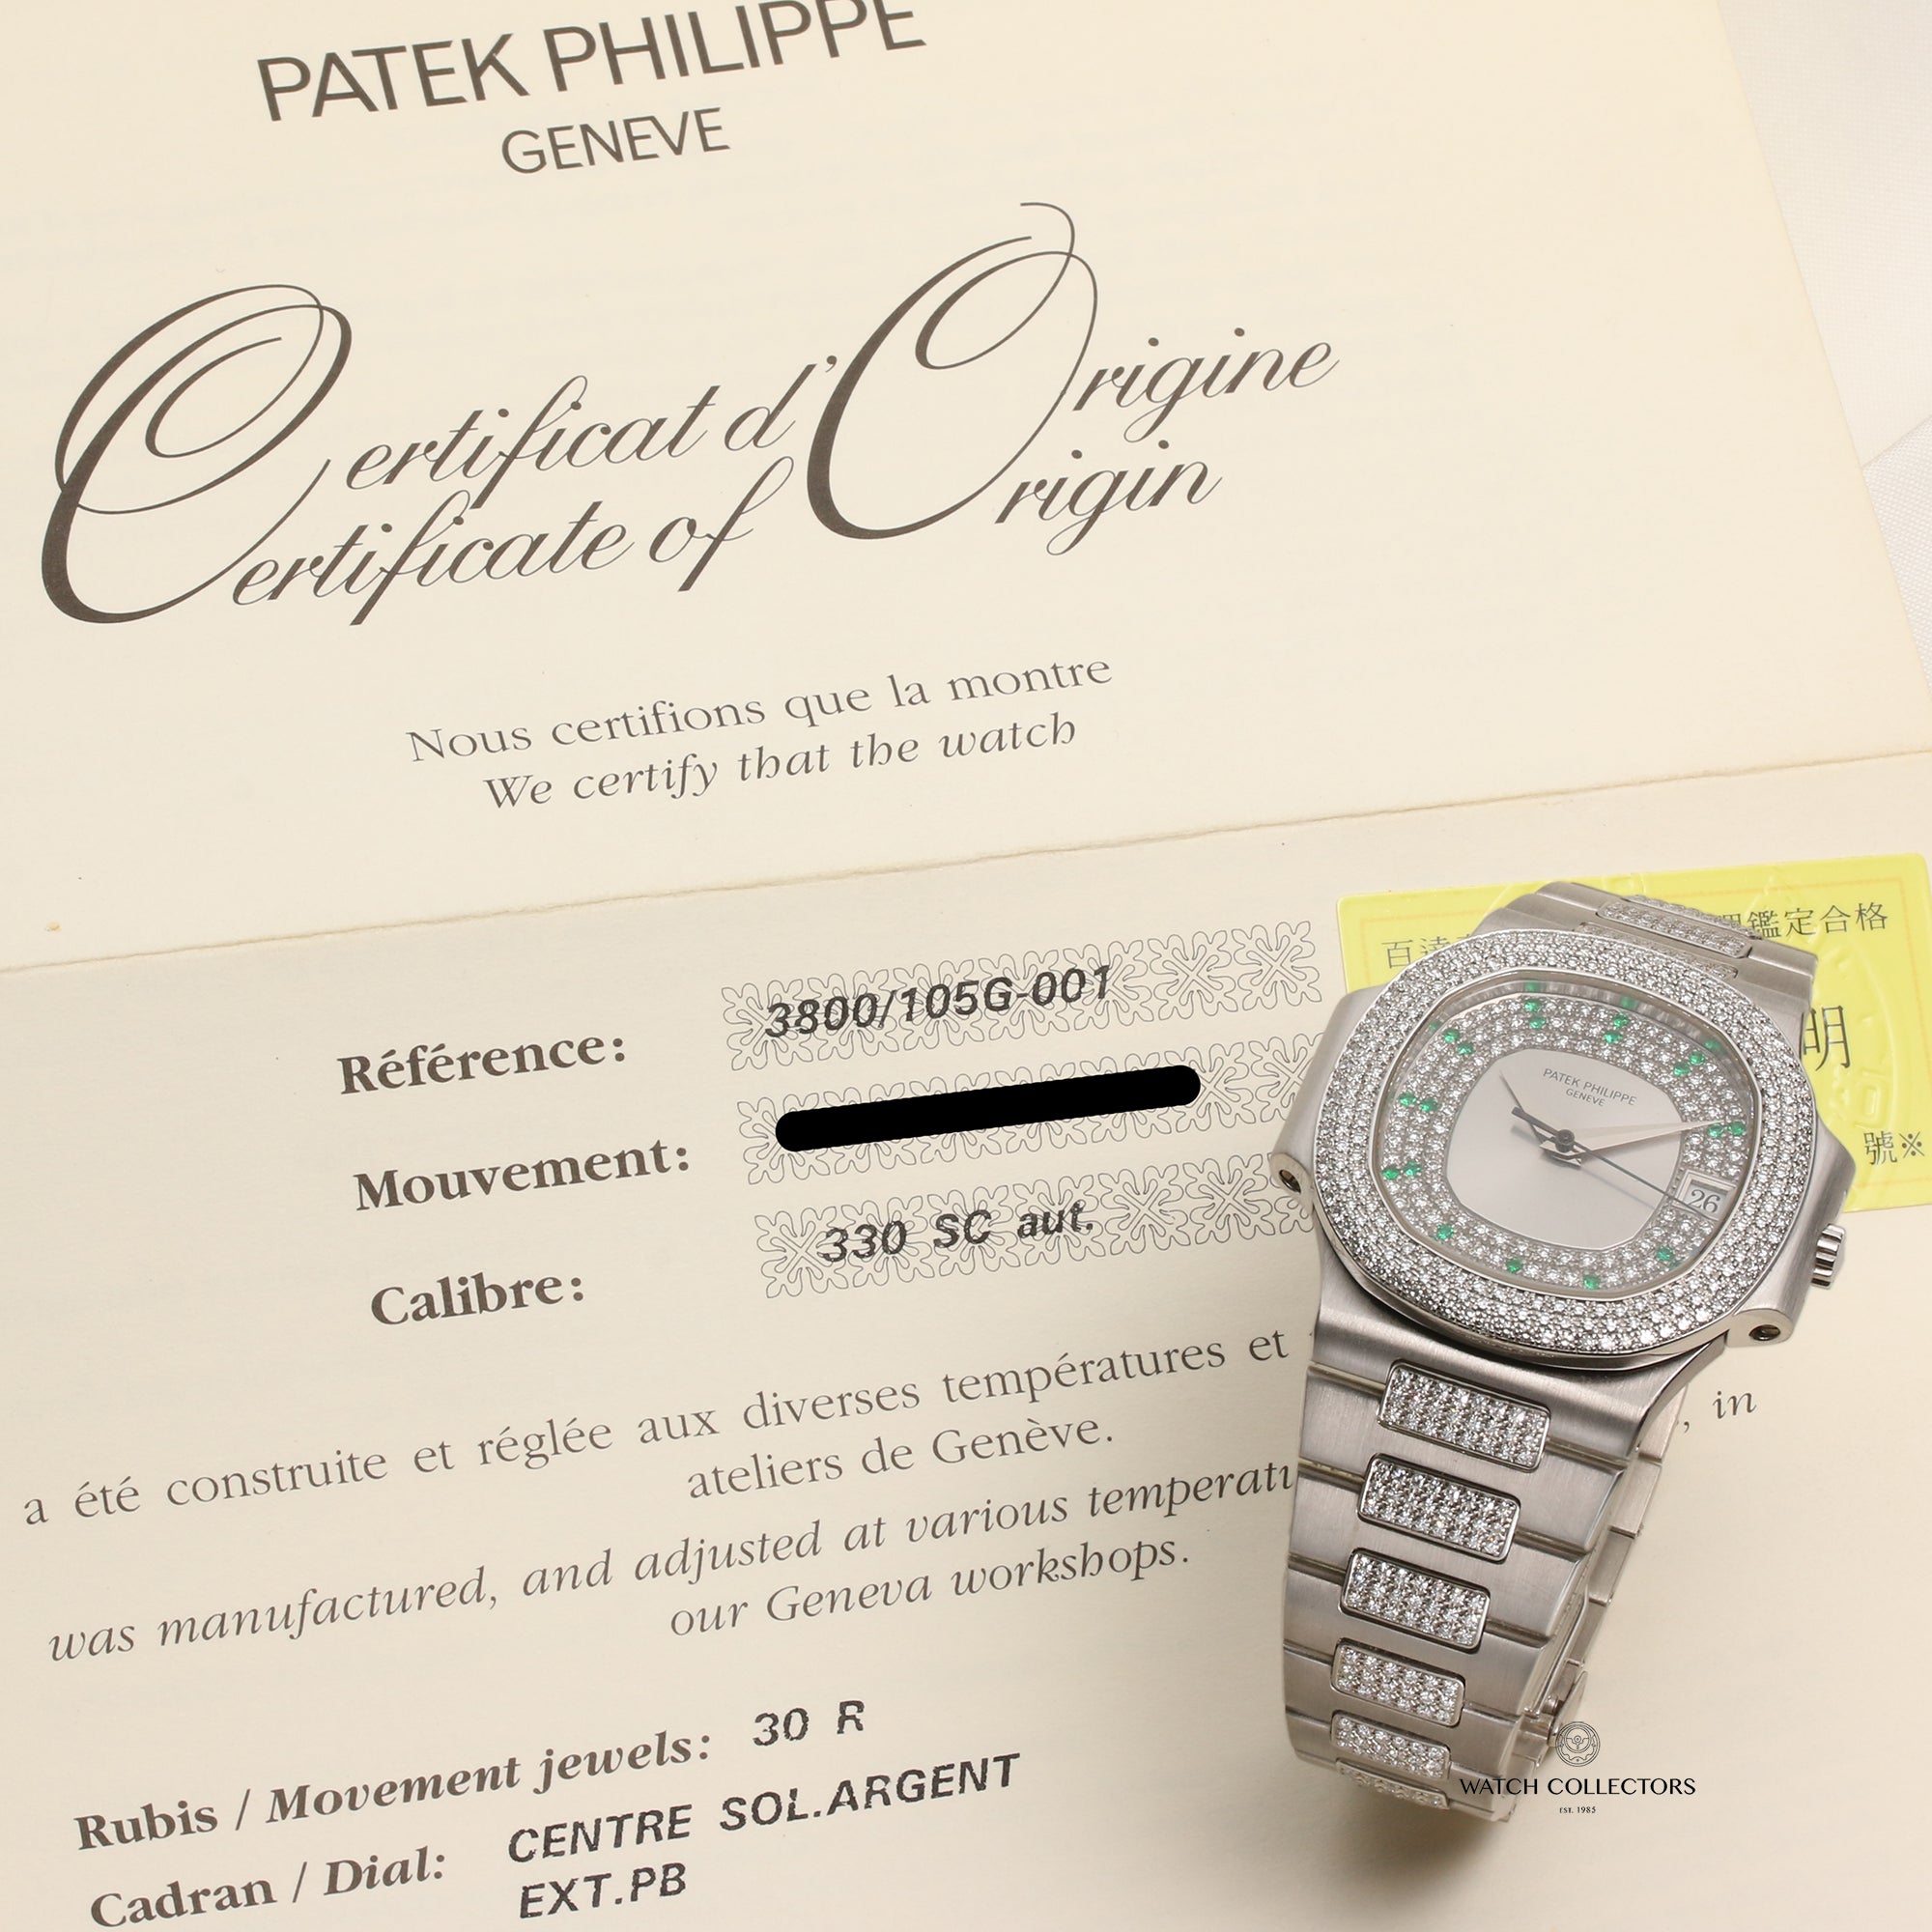 PATEK PHILIPPE
GENEVE
Certificat d'Origine
Certificate of Origin
Nous certifions que la montre
We certify that the watch
Référence: 3800/105G-001
Mouvement:
Calibre: 330 SC aut.
a été construite et réglée aux diverses températures et
ateliers de Genève.
was manufactured, and adjusted at various temperatu
, in
our Geneva workshops.
Rubis / Movement jewels: 30 R
Cadran / Dial: CENTRE SOL.ARGENT
EXT.PB
百達
鑑定合格
明
號※
PATEK PHILIPPE
GENEVE
26
WATCH COLLECTORS
EST. 1985